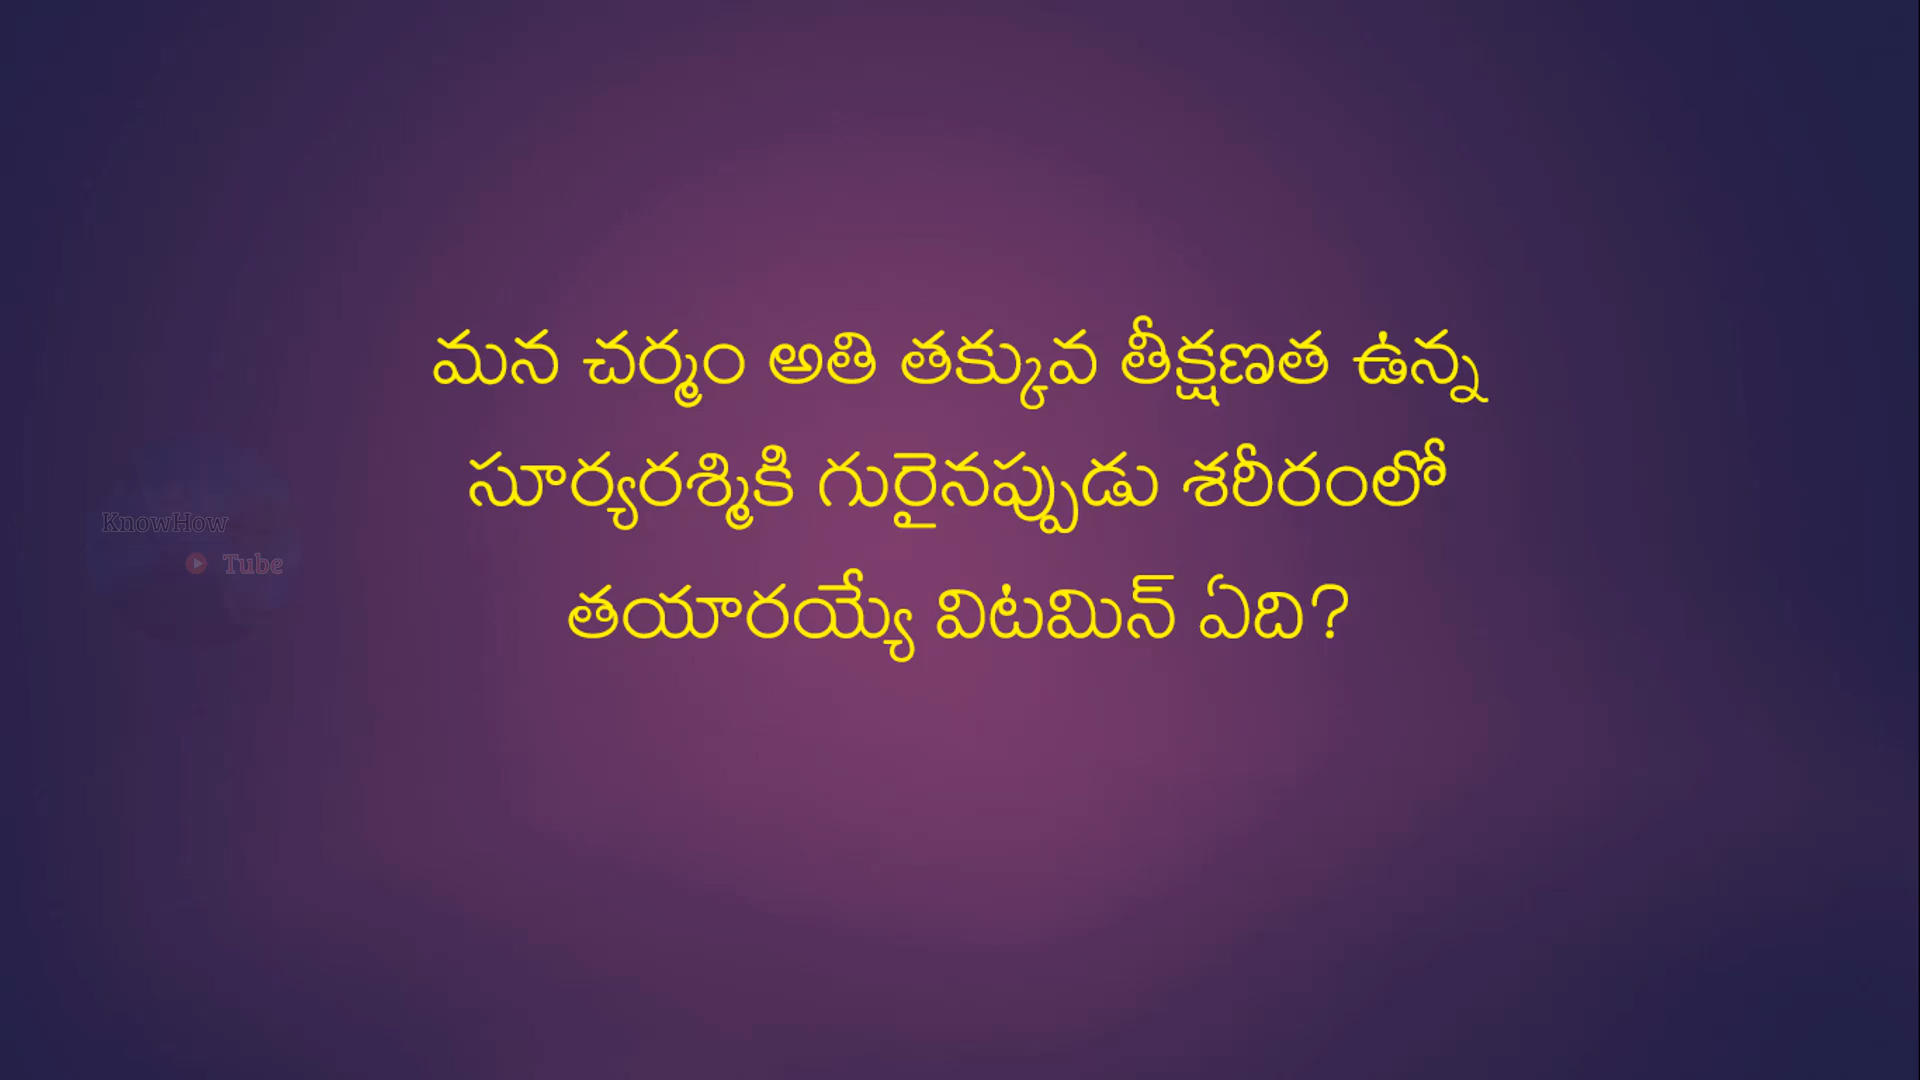 మన చర్మం అతి తక్కువ తీక్షణత ఉన్న
సూర్యరశ్మికి గురైనప్పుడు శరీరంలో
తయారయ్యే విటమిన్ ఏది?
KnowHow
Tube